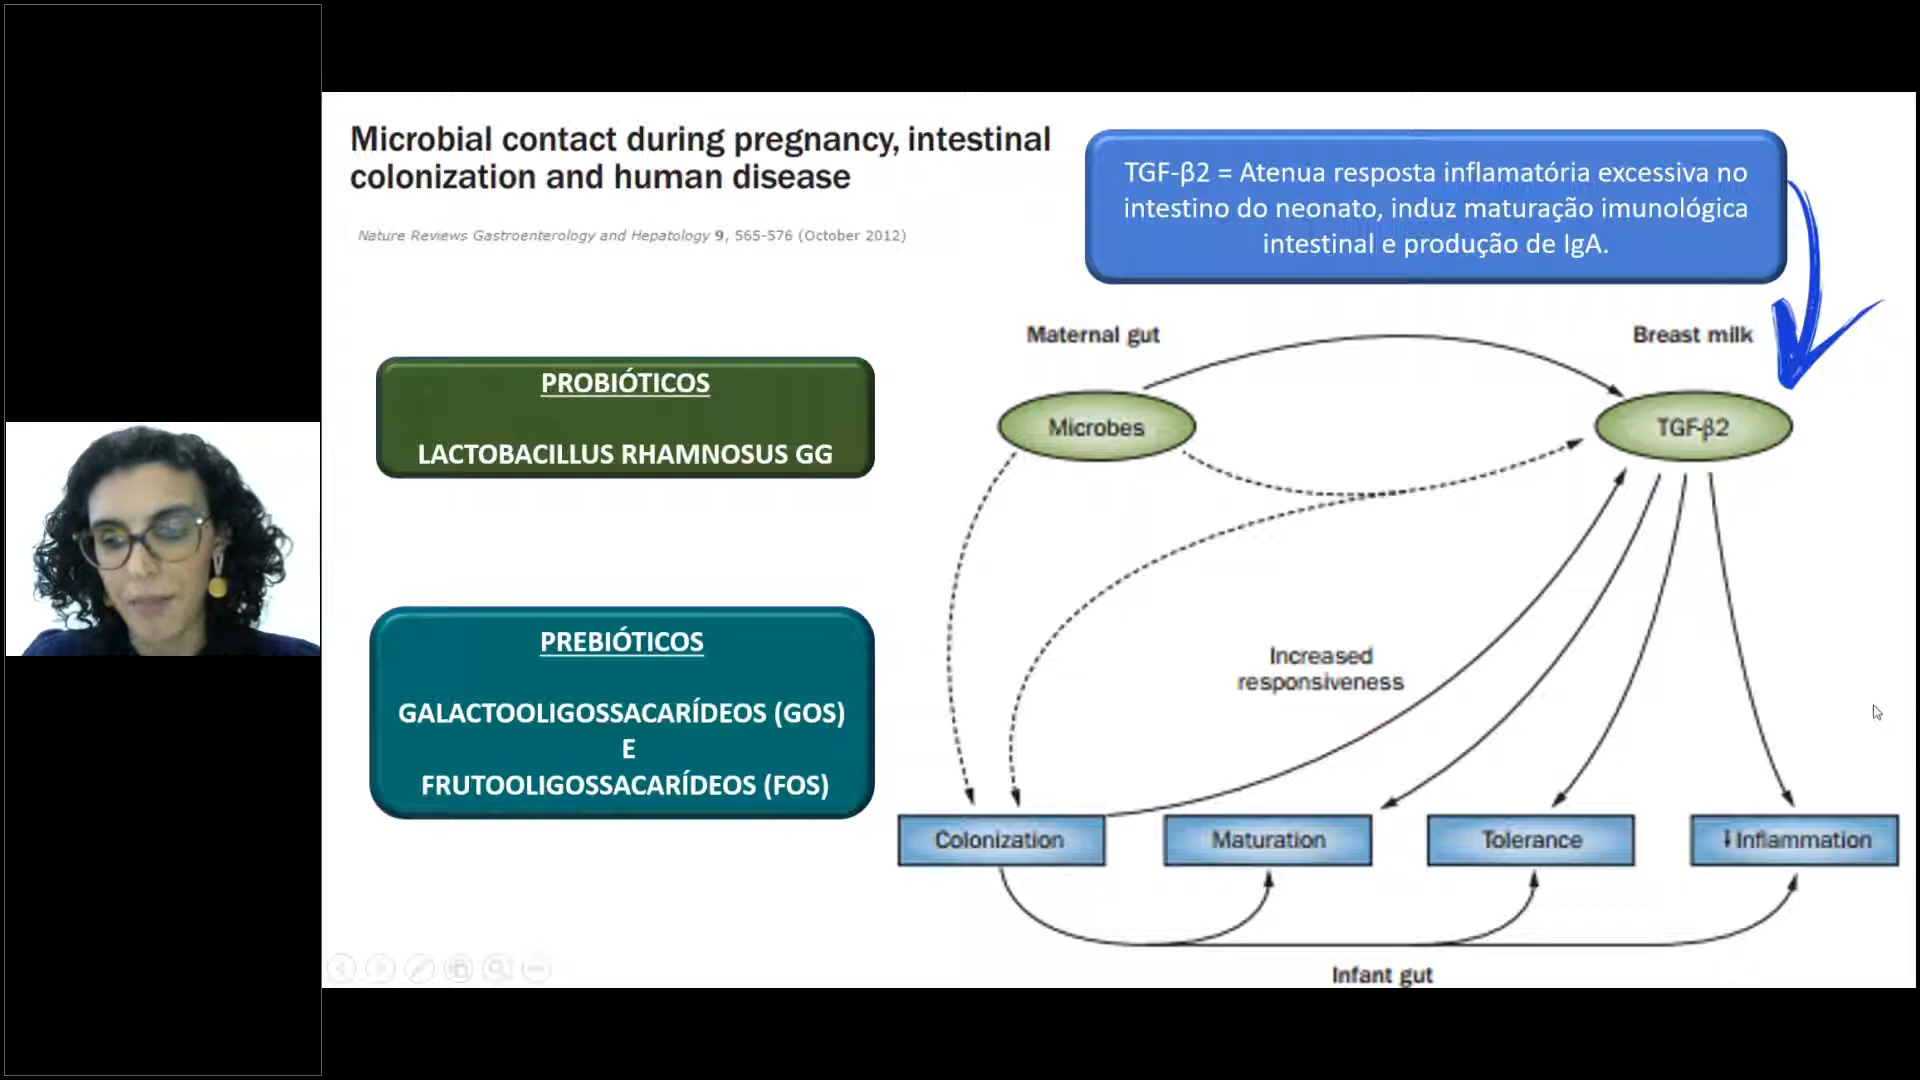 Microbial contact during pregnancy, intestinal
colonization and human disease
Nature Reviews Gastroenterology and Hepatology 9, 565-576 (October 2012)
TGF-β2 = Atenua resposta inflamatória excessiva no
intestino do neonato, induz maturação imunológica
intestinal e produção de IgA.
PROBIÓTICOS
LACTOBACILLUS RHAMNOSUS GG
PREBIÓTICOS
GALACTOOLIGOSSACARÍDEOS (GOS)
E
FRUTOOLIGOSSACARÍDEOS (FOS)
Maternal gut
Breast milk
Microbes
TGF-β2
Increased
responsiveness
Colonization
Maturation
Tolerance
↓Inflammation
Infant gut